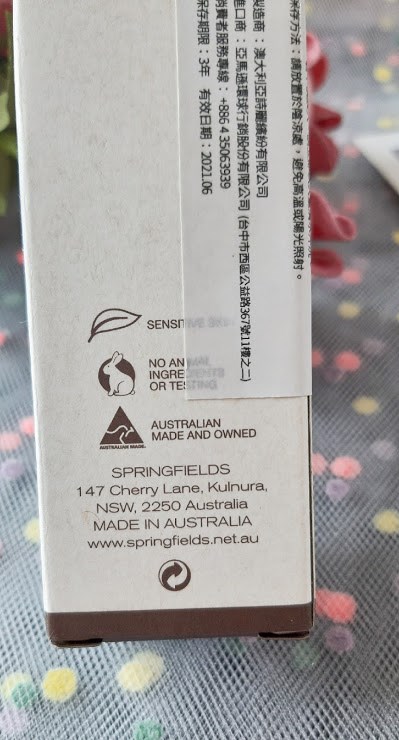 保存方法：請放置於陰涼處，避免高溫或陽光照射。
製造商：澳大利亞詩麗繽紛有限公司
進口商：亞馬遜環球行銷股份有限公司 (台中市西區公益路367號11樓之二)
消費者服務專線：+886 4 35063939
保存期限：3年 有效日期：2021.06
SENSITIVE SKIN
NO ANIMAL
INGREDIENTS
OR TESTING
AUSTRALIAN MADE
AUSTRALIAN
MADE AND OWNED
SPRINGFIELDS
147 Cherry Lane, Kulnura,
NSW, 2250 Australia
MADE IN AUSTRALIA
www.springfields.net.au